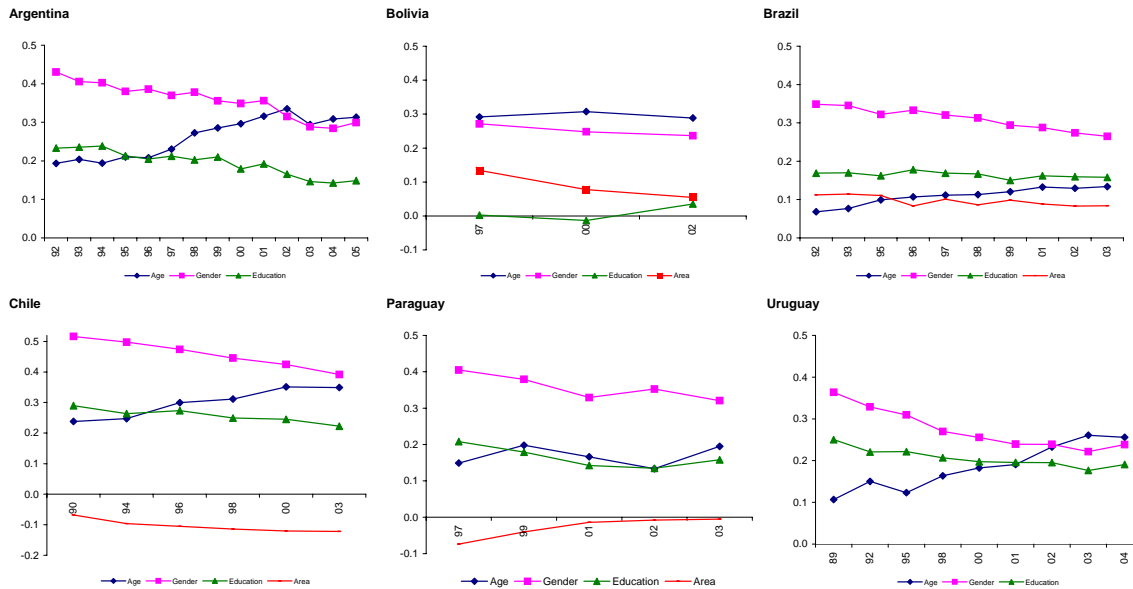 Argentina
0.5
0.4
0.3
0.2
0.1
0.0
92 93 94 95 96 97 98 99 00 01 02 03 04 05
Age Gender Education
Bolivia
0.5
0.4
0.3
0.2
0.1
0.0
-0.1
97 00 02
Age Gender Education Area
Brazil
0.5
0.4
0.3
0.2
0.1
0.0
92 93 95 96 97 98 99 01 02 03
Age Gender Education Area
Chile
0.5
0.4
0.3
0.2
0.1
0.0
-0.1
-0.2
90 94 96 98 00 03
Age Gender Education Area
Paraguay
0.5
0.4
0.3
0.2
0.1
0.0
-0.1
97 99 01 02 03
Age Gender Education Area
Uruguay
0.5
0.4
0.3
0.2
0.1
0.0
89 92 95 98 00 01 02 03 04
Age Gender Education